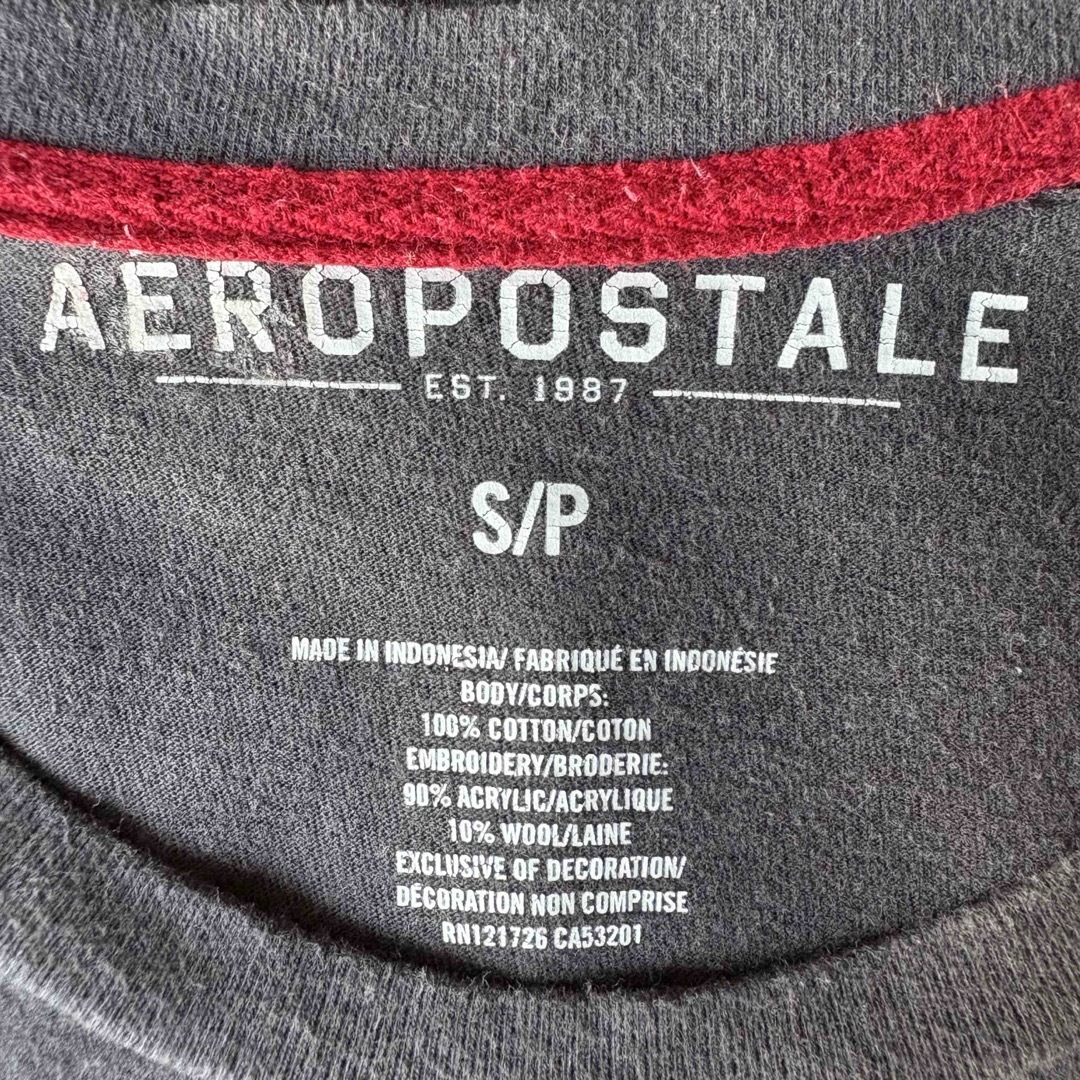 AEROPOSTALE
EST. 1987
S/P
MADE IN INDONESIA/ FABRIQUÉ EN INDONÉSIE
BODY/CORPS:
100% COTTON/COTON
EMBROIDERY/BRODERIE:
90% ACRYLIC/ACRYLIQUE
10% WOOL/LAINE
EXCLUSIVE OF DECORATION/
DÉCORATION NON COMPRISE
RN121726 CA53201